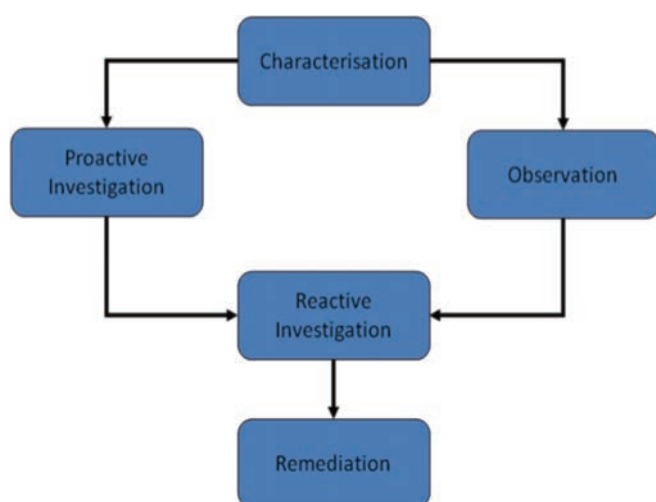 Characterisation
Proactive
Investigation
Observation
Reactive
Investigation
Remediation